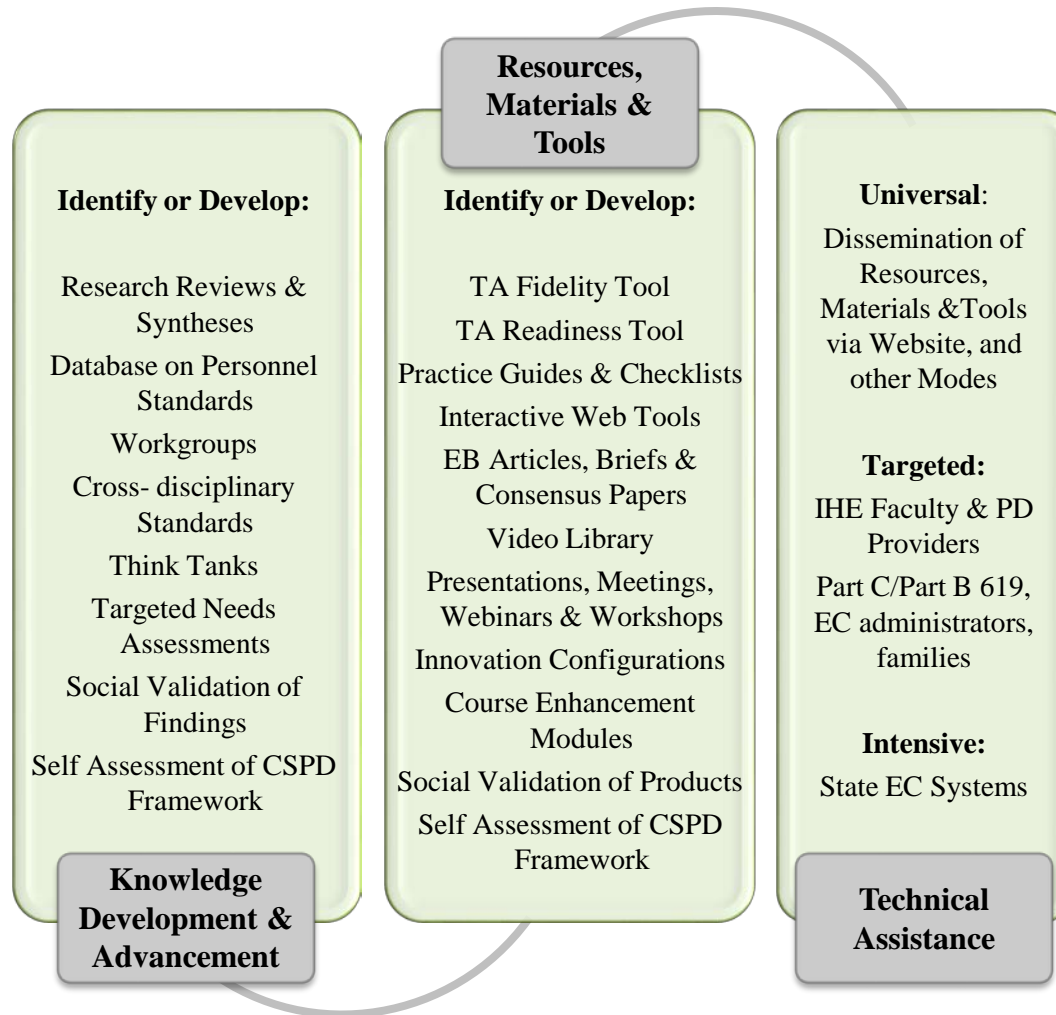 Identify or Develop:
Research Reviews &
Syntheses
Database on Personnel
Standards
Workgroups
Cross- disciplinary
Standards
Think Tanks
Targeted Needs
Assessments
Social Validation of
Findings
Self Assessment of CSPD
Framework
Knowledge
Development &
Advancement
Resources,
Materials &
Tools
Identify or Develop:
TA Fidelity Tool
TA Readiness Tool
Practice Guides & Checklists
Interactive Web Tools
EB Articles, Briefs &
Consensus Papers
Video Library
Presentations, Meetings,
Webinars & Workshops
Innovation Configurations
Course Enhancement
Modules
Social Validation of Products
Self Assessment of CSPD
Framework
Universal:
Dissemination of
Resources,
Materials &Tools
via Website, and
other Modes
Targeted:
IHE Faculty & PD
Providers
Part C/Part B 619,
EC administrators,
families
Intensive:
State EC Systems
Technical
Assistance